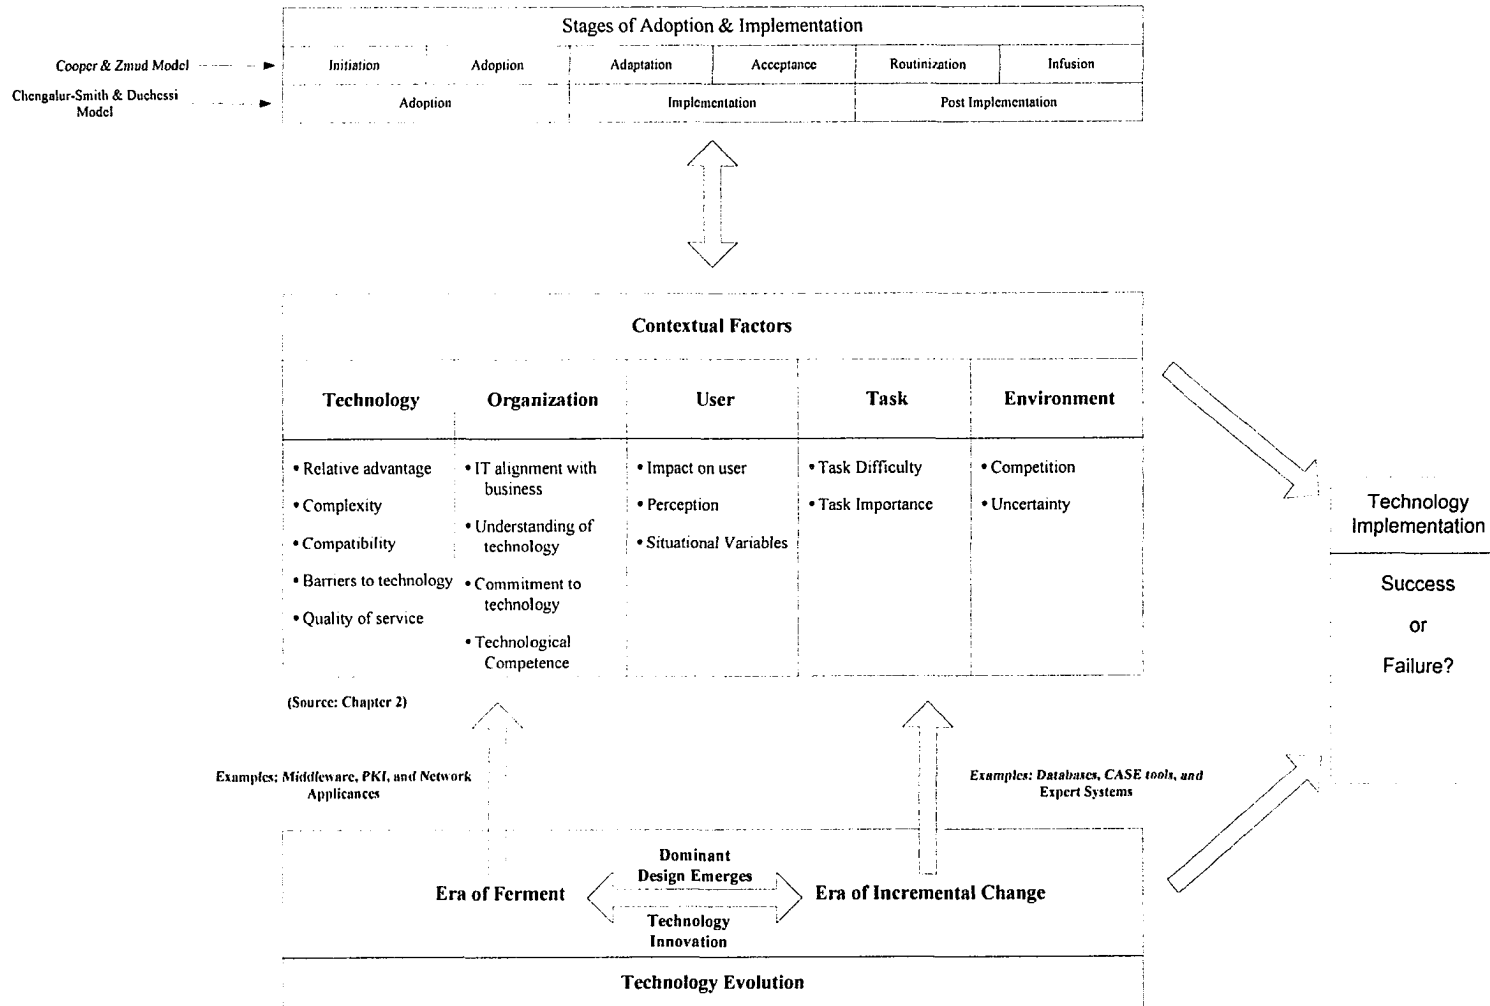 Stages of Adoption & Implementation
Cooper & Zmud Model
Initiation
Adoption
Adaptation
Acceptance
Routinization
Infusion
Chengalur-Smith & Duchessi
Model
Adoption
Implementation
Post Implementation
Contextual Factors
Technology
Organization
User
Task
Environment
• Relative advantage
• Complexity
• Compatibility
• Barriers to technology
• Quality of service
• IT alignment with
business
• Understanding of
technology
• Commitment to
technology
• Technological
Competence
• Impact on user
• Perception
• Situational Variables
• Task Difficulty
• Task Importance
• Competition
• Uncertainty
Technology
Implementation
Success
or
Failure?
(Source: Chapter 2)
Examples: Middleware, PKI, and Network
Applicances
Examples: Databases, CASE tools, and
Expert Systems
Era of Ferment
Dominant
Design Emerges
Technology
Innovation
Era of Incremental Change
Technology Evolution